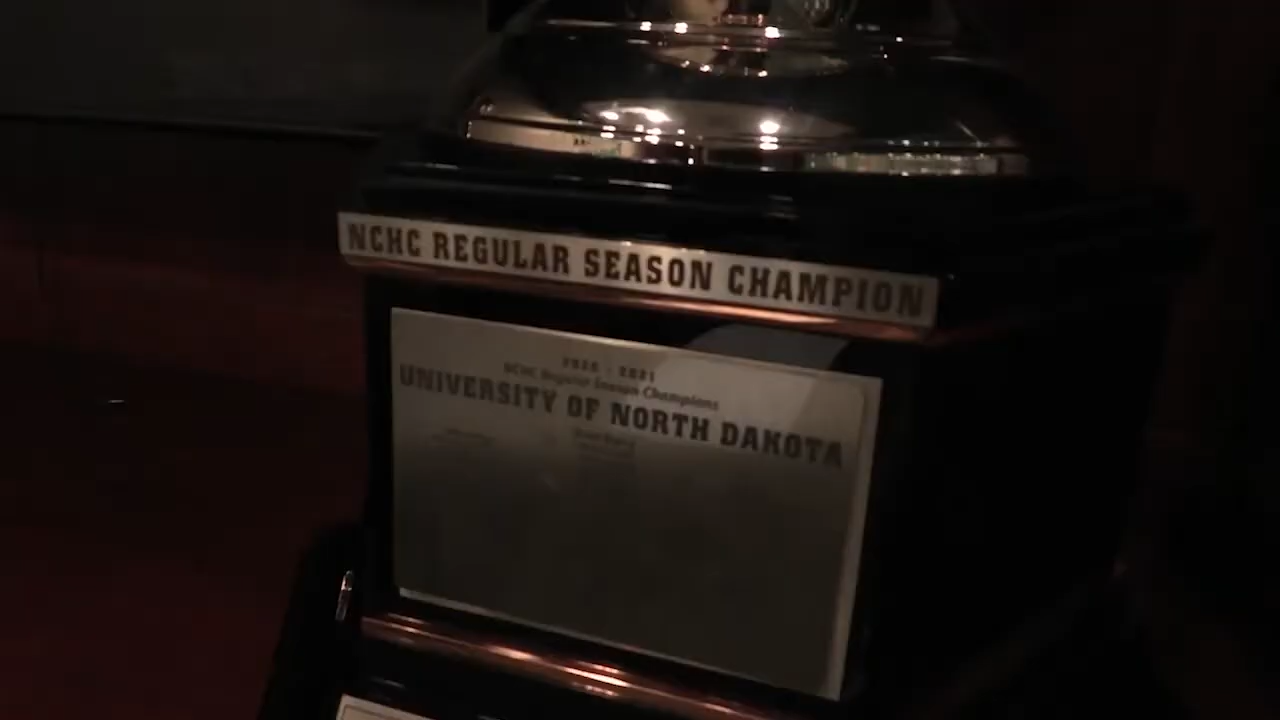 NCHC REGULAR SEASON CHAMPION
2020 - 2021
NCHC Regular Season Champions
UNIVERSITY OF NORTH DAKOTA